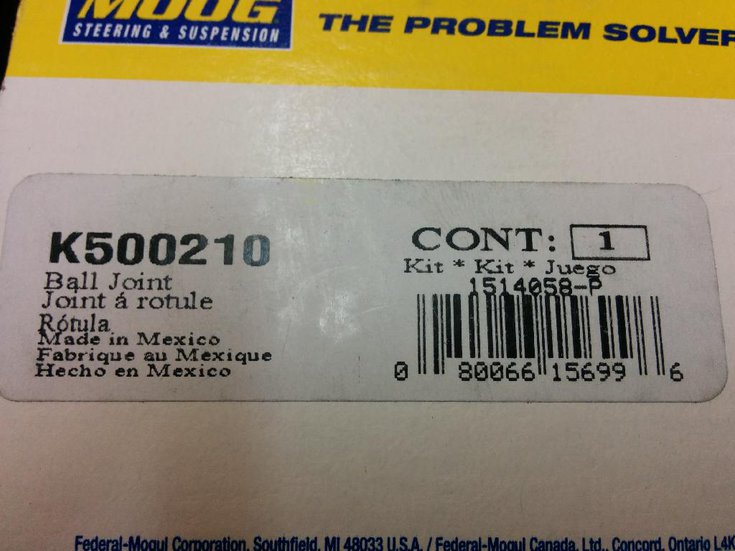 MOOG
STEERING & SUSPENSION
THE PROBLEM SOLVER
K500210
Ball Joint
Joint á rotule
Rótula
Made in Mexico
Fabrique au Mexique
Hecho en Mexico
CONT: 1
Kit * Kit * Juego
1514058-P
0 80066 15699 6
Federal-Mogul Corporation, Southfield, MI 48033 U.S.A. / Federal-Mogul Canada, Ltd., Concord, Ontario L4K